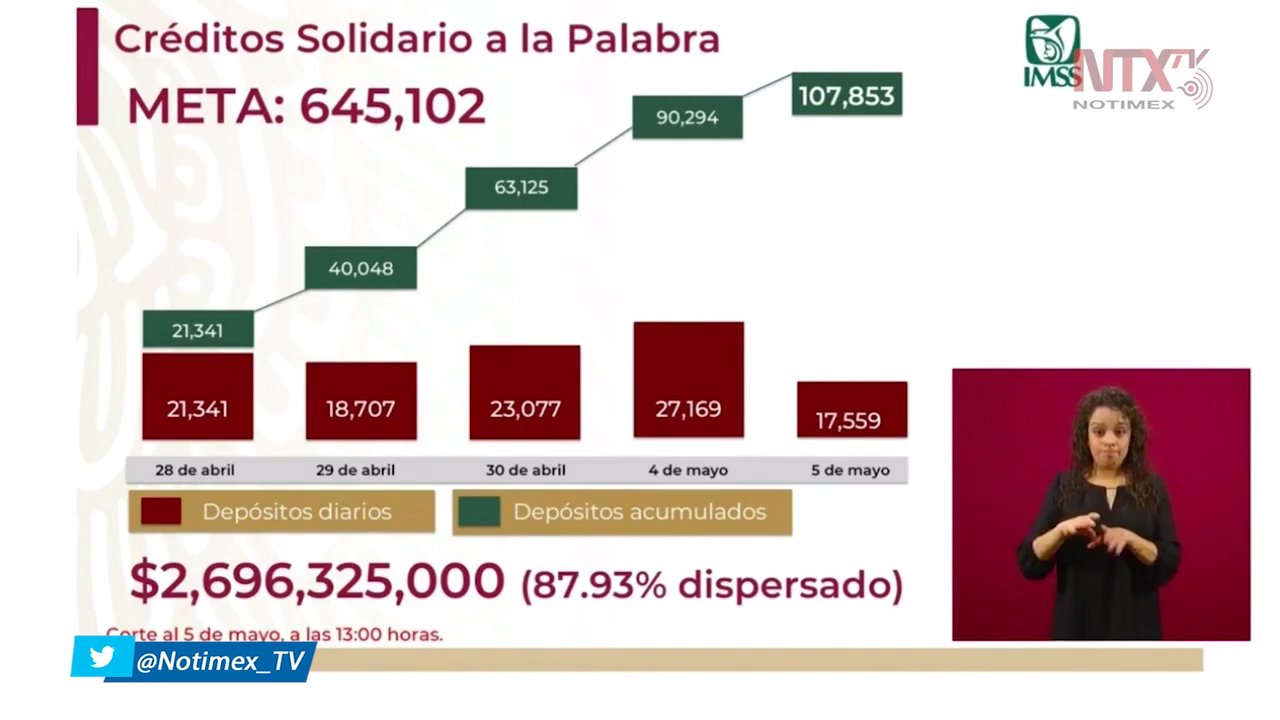 Créditos Solidario a la Palabra
META: 645,102
IMSS
NTX TV
NOTIMEX
107,853
90,294
63,125
40,048
21,341
21,341
18,707
23,077
27,169
17,559
28 de abril
29 de abril
30 de abril
4 de mayo
5 de mayo
Depósitos diarios
Depósitos acumulados
$2,696,325,000 (87.93% dispersado)
Corte al 5 de mayo, a las 13:00 horas.
@Notimex_TV